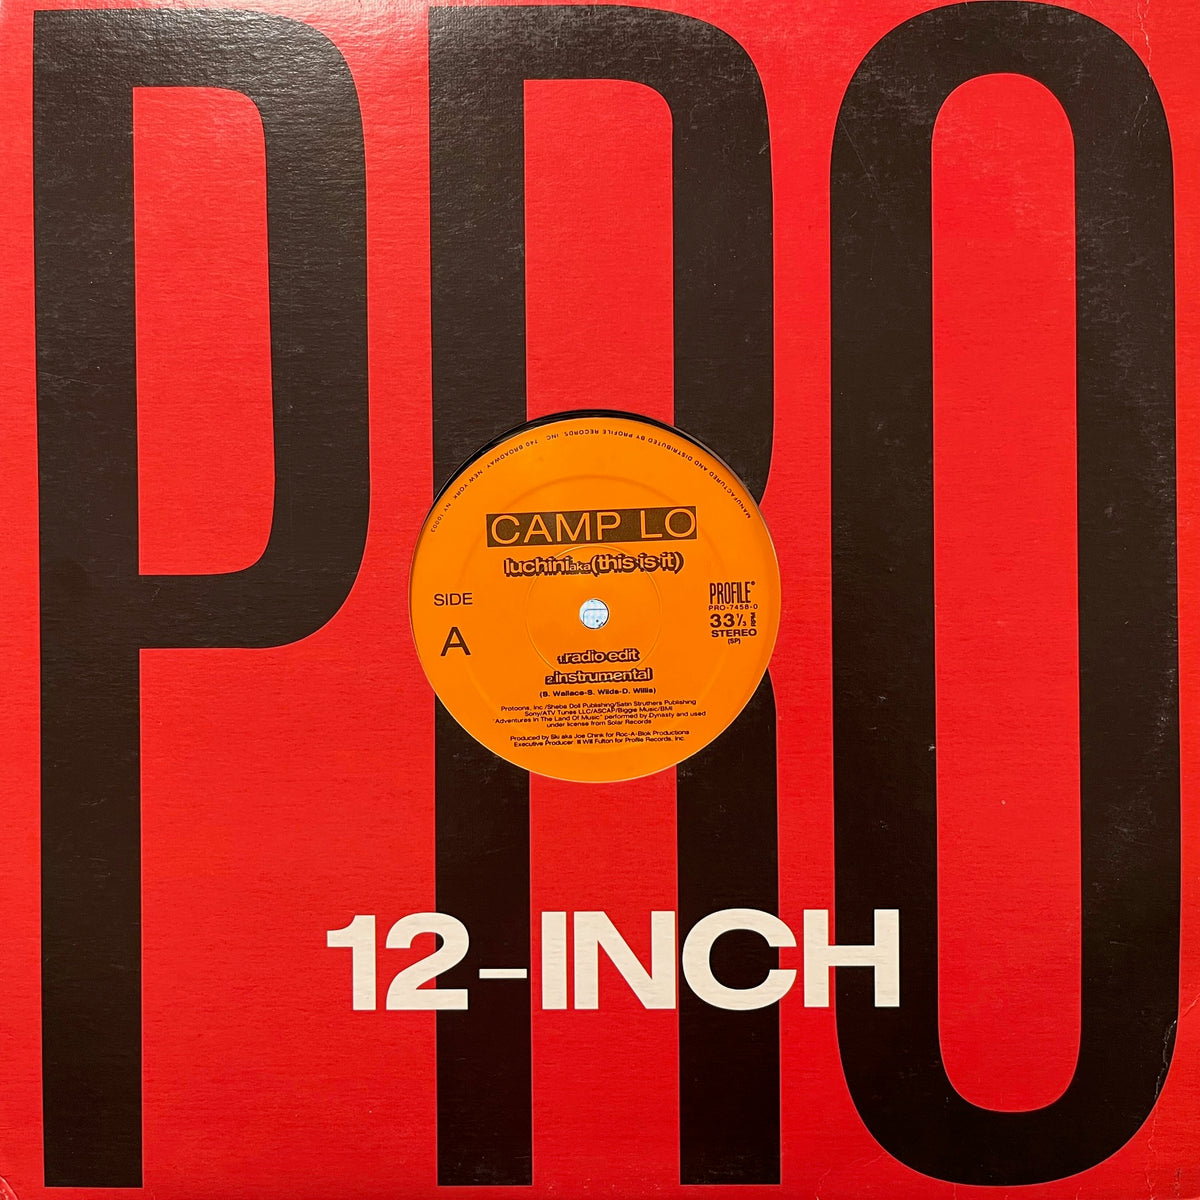 PRO
MANUFACTURED AND DISTRIBUTED BY PROFILE RECORDS, INC. 740 BROADWAY NEW YORK, NY 10003
CAMP LO
luchini aka (this is it)
SIDE
A
PROFILE®
PRO-7458-0
33⅓ RPM
STEREO
(SP)
1. radio edit
2. instrumental
(S. Wallace-S. Wilds-D. Willis)
Protoons, Inc./Sheba Doll Publishing/Satin Struthers Publishing
Sony/ATV Tunes LLC/ASCAP/Biggie Music/BMI
"Adventures In The Land Of Music" performed by Dynasty and used
under license from Solar Records
Produced by Ski aka Joe Chink for Roc-A-Blok Productions
Executive Producer: Ill Will Fulton for Profile Records, Inc.
12-INCH